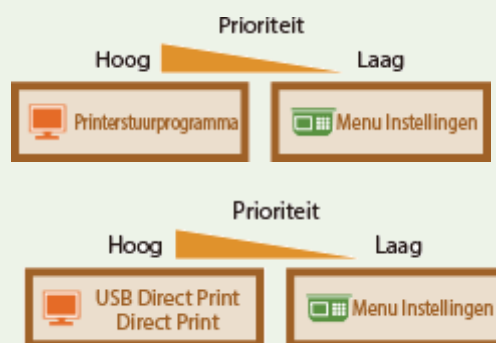 Prioriteit
Hoog Laag
Printerstuurprogramma Menu Instellingen
Prioriteit
Hoog Laag
USB Direct Print
Direct Print
Menu Instellingen